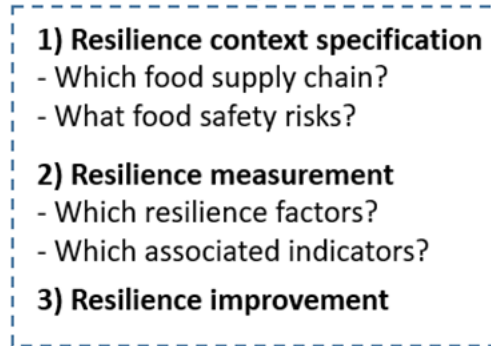 1) Resilience context specification
- Which food supply chain?
- What food safety risks?
2) Resilience measurement
- Which resilience factors?
- Which associated indicators?
3) Resilience improvement